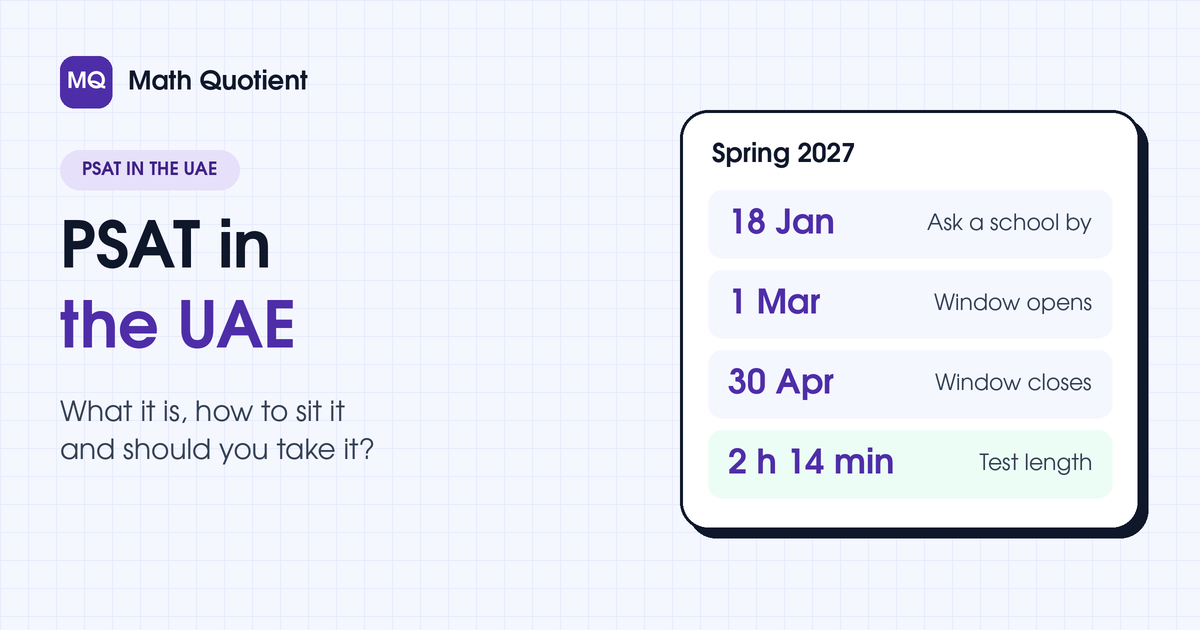 MQ
Math Quotient
PSAT IN THE UAE
PSAT in
the UAE
What it is, how to sit it
and should you take it?
Spring 2027
18 Jan Ask a school by
1 Mar Window opens
30 Apr Window closes
2 h 14 min Test length